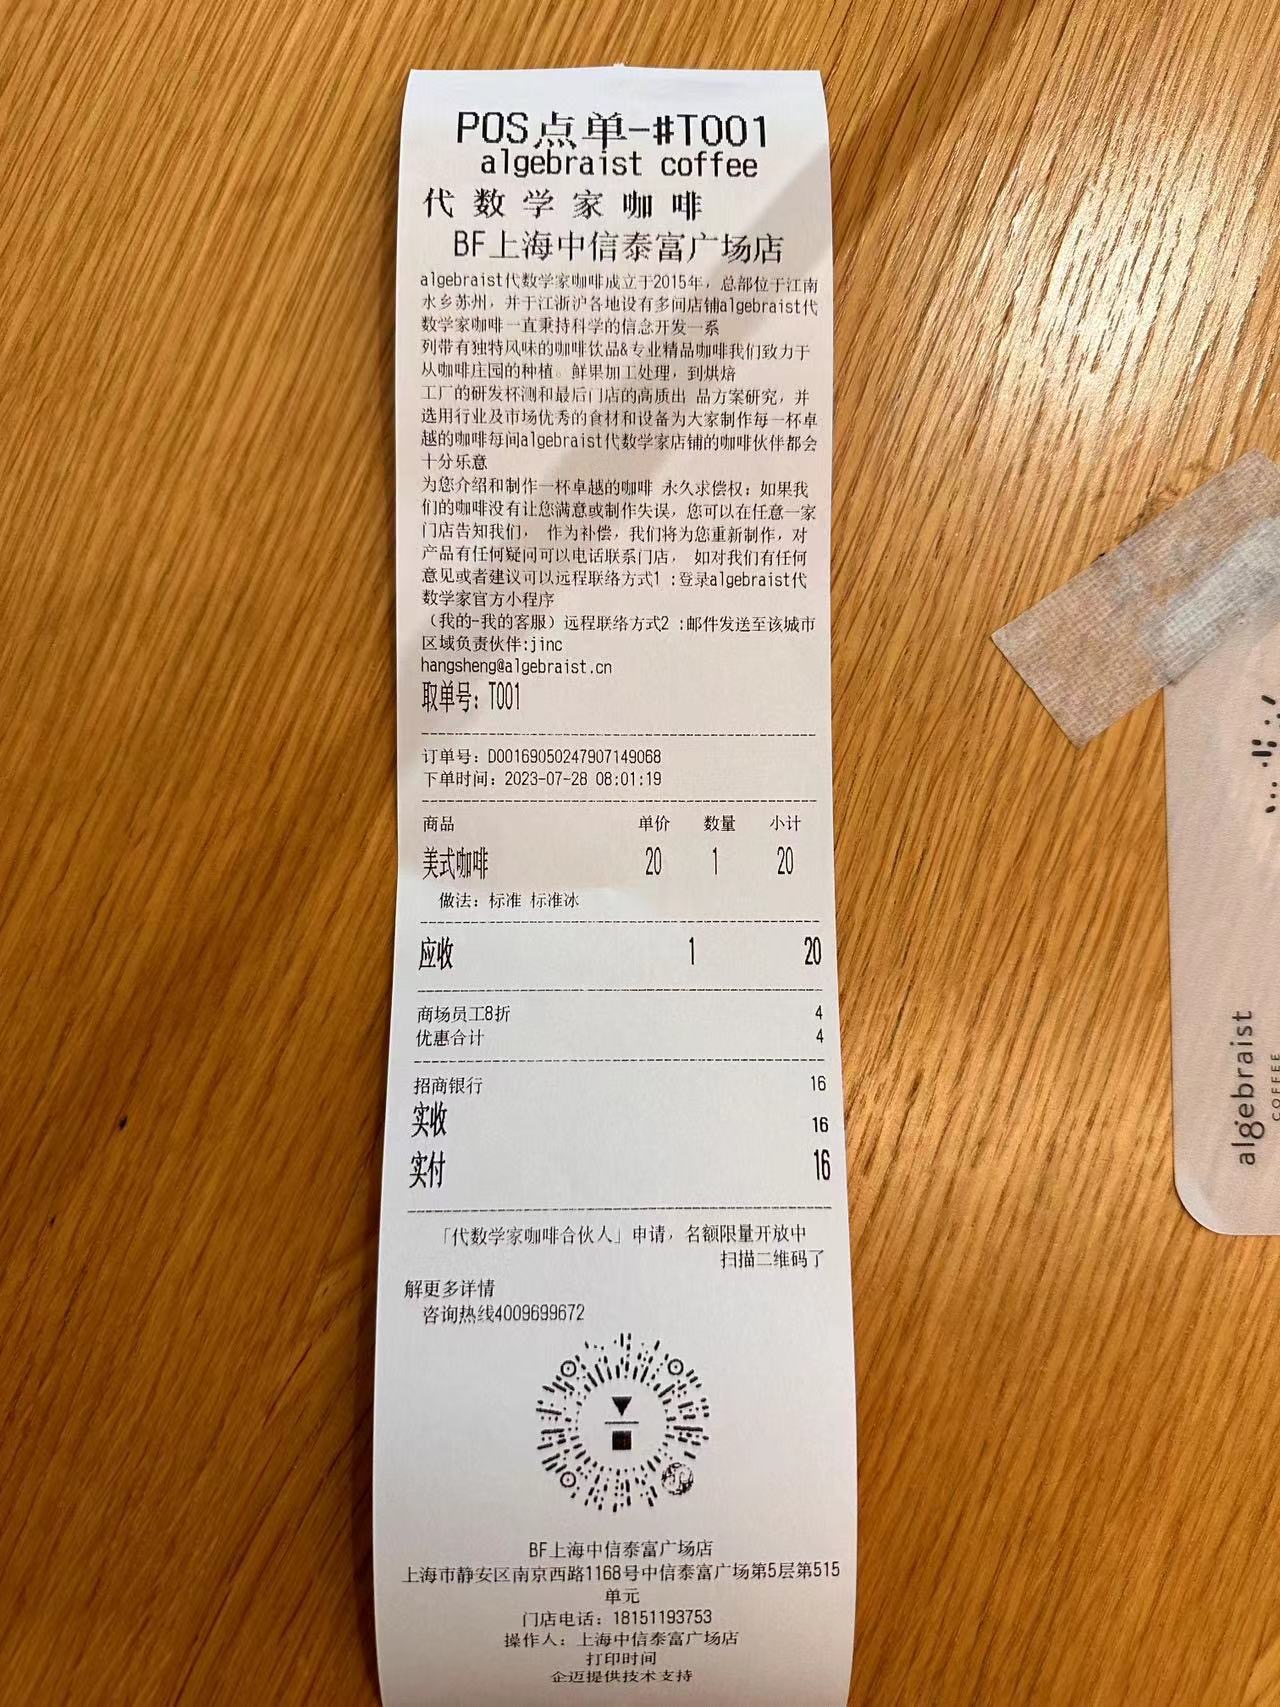 POS点单-#T001
algebraist coffee
代数学家咖啡
BF上海中信泰富广场店
algebraist代数学家咖啡成立于2015年，总部位于江南
水乡苏州，并于江浙沪各地设有多间店铺algebraist代
数学家咖啡一直秉持科学的信念开发一系
列带有独特风味的咖啡饮品&专业精品咖啡我们致力于
从咖啡庄园的种植。鲜果加工处理，到烘焙
工厂的研发杯测和最后门店的高质出 品方案研究，并
选用行业及市场优秀的食材和设备为大家制作每一杯卓
越的咖啡每间algebraist代数学家店铺的咖啡伙伴都会
十分乐意
为您介绍和制作一杯卓越的咖啡 永久求偿权：如果我
们的咖啡没有让您满意或制作失误，您可以在任意一家
门店告知我们， 作为补偿，我们将为您重新制作，对
产品有任何疑问可以电话联系门店， 如对我们有任何
意见或者建议可以远程联络方式1 :登录algebraist代
数学家官方小程序
（我的-我的客服）远程联络方式2 :邮件发送至该城市
区域负责伙伴:jinc
hangsheng@algebraist.cn
取单号：T001
订单号：D00169050247907149068
下单时间：2023-07-28 08:01:19
商品 单价 数量 小计
美式咖啡 20 1 20
做法：标准 标准冰
应收 1 20
商场员工8折 4
优惠合计 4
招商银行 16
实收 16
实付 16
「代数学家咖啡合伙人」申请，名额限量开放中
扫描二维码了
解更多详情
咨询热线4009699672
BF上海中信泰富广场店
上海市静安区南京西路1168号中信泰富广场第5层第515
单元
门店电话：18151193753
操作人：上海中信泰富广场店
打印时间
企迈提供技术支持
algebraist
COFFEE